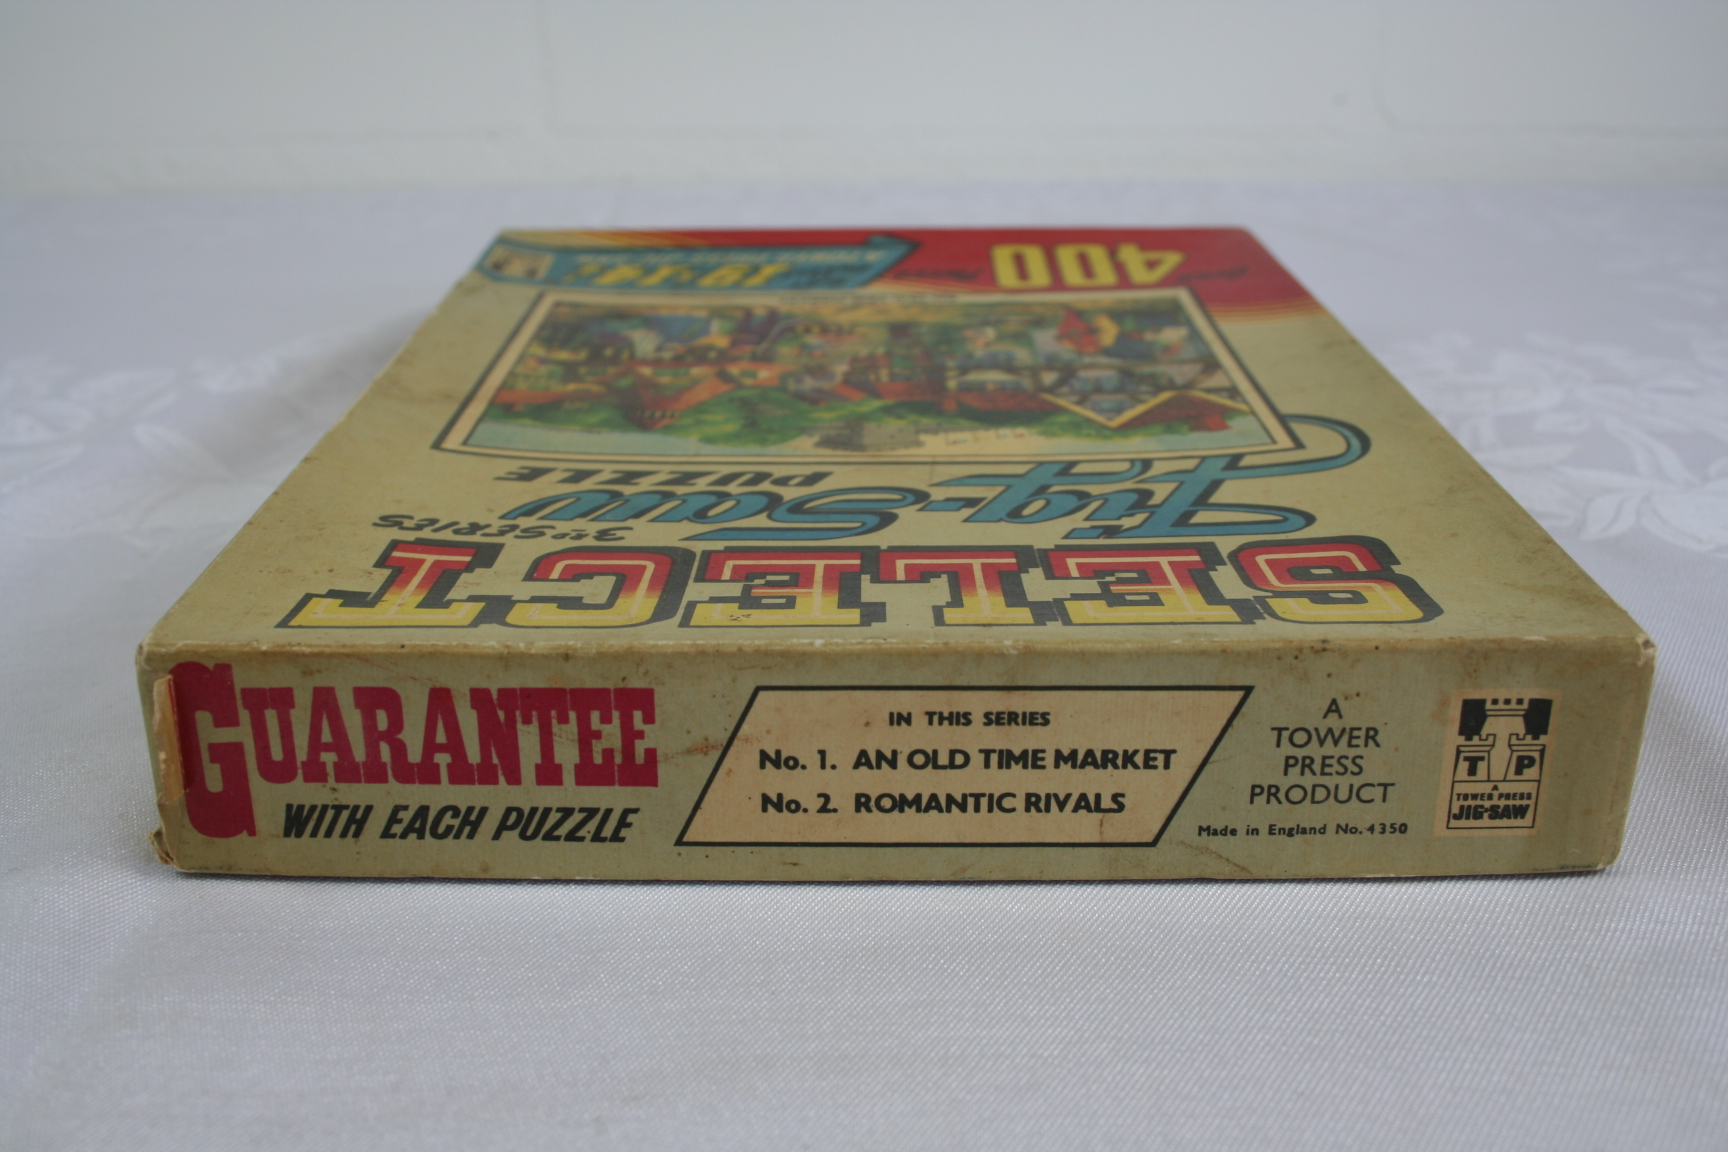 400
19
SELECT
Jig-Saw
PUZZLE
3RD SERIES
GUARANTEE
WITH EACH PUZZLE
IN THIS SERIES
No. 1. AN OLD TIME MARKET
No. 2. ROMANTIC RIVALS
A
TOWER
PRESS
PRODUCT
Made in England No. 4350
T P
A
TOWER PRESS
JIG-SAW